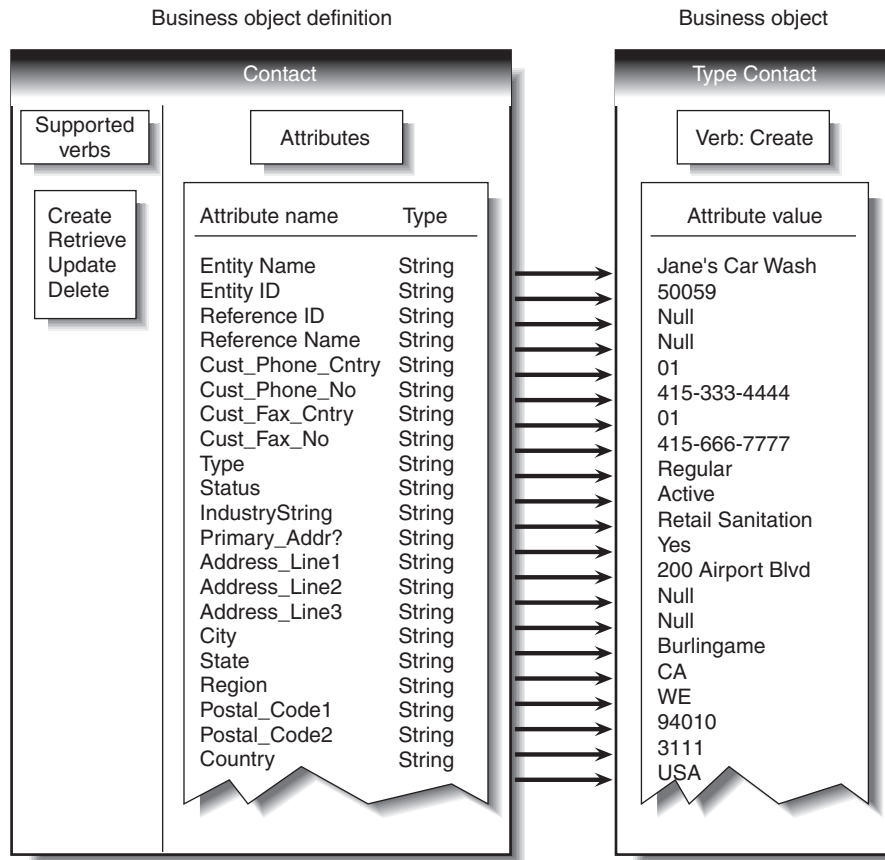 Business object definition
Business object
Contact
Type Contact
Supported
verbs
Attributes
Verb: Create
Create
Retrieve
Update
Delete
Attribute name Type
Attribute value
Entity Name String
Entity ID String
Reference ID String
Reference Name String
Cust_Phone_Cntry String
Cust_Phone_No String
Cust_Fax_Cntry String
Cust_Fax_No String
Type String
Status String
IndustryString String
Primary_Addr? String
Address_Line1 String
Address_Line2 String
Address_Line3 String
City String
State String
Region String
Postal_Code1 String
Postal_Code2 String
Country String
Jane's Car Wash
50059
Null
Null
01
415-333-4444
01
415-666-7777
Regular
Active
Retail Sanitation
Yes
200 Airport Blvd
Null
Null
Burlingame
CA
WE
94010
3111
USA